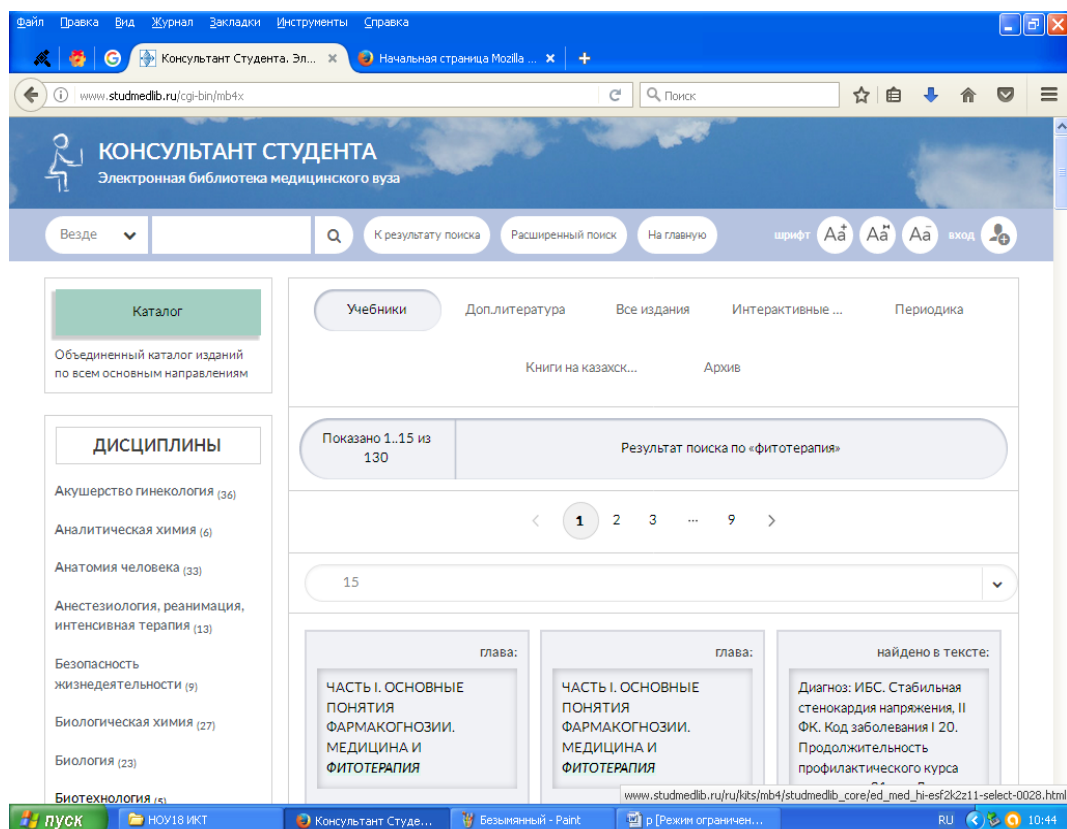 Файл Правка Вид Журнал Закладки Инструменты Справка
Консультант Студента. Эл... Начальная страница Mozilla ...
www.studmedlib.ru/cgi-bin/mb4x Поиск
КОНСУЛЬТАНТ СТУДЕНТА
Электронная библиотека медицинского вуза
Везде К результату поиска Расширенный поиск На главную шрифт Aa+ Aa Aa- вход
Каталог
Объединенный каталог изданий
по всем основным направлениям
Учебники Доп.литература Все издания Интерактивные ... Периодика
Книги на казахск... Архив
ДИСЦИПЛИНЫ
Акушерство гинекология (36)
Аналитическая химия (6)
Анатомия человека (33)
Анестезиология, реанимация,
интенсивная терапия (13)
Безопасность
жизнедеятельности (9)
Биологическая химия (27)
Биология (23)
Биотехнология (5)
Показано 1..15 из
130
Результат поиска по «фитотерапия»
1 2 3 ... 9
15
глава:
ЧАСТЬ I. ОСНОВНЫЕ
ПОНЯТИЯ
ФАРМАКОГНОЗИИ.
МЕДИЦИНА И
ФИТОТЕРАПИЯ
глава:
ЧАСТЬ I. ОСНОВНЫЕ
ПОНЯТИЯ
ФАРМАКОГНОЗИИ.
МЕДИЦИНА И
ФИТОТЕРАПИЯ
найдено в тексте:
Диагноз: ИБС. Стабильная
стенокардия напряжения, II
ФК. Код заболевания I 20.
Продолжительность
профилактического курса
www.studmedlib.ru/ru/kits/mb4/studmedlib_core/ed_med_hi-esf2k2z11-select-0028.html
пуск НОУ18 ИКТ Консультант Студе... Безымянный - Paint р [Режим ограничен... RU 10:44